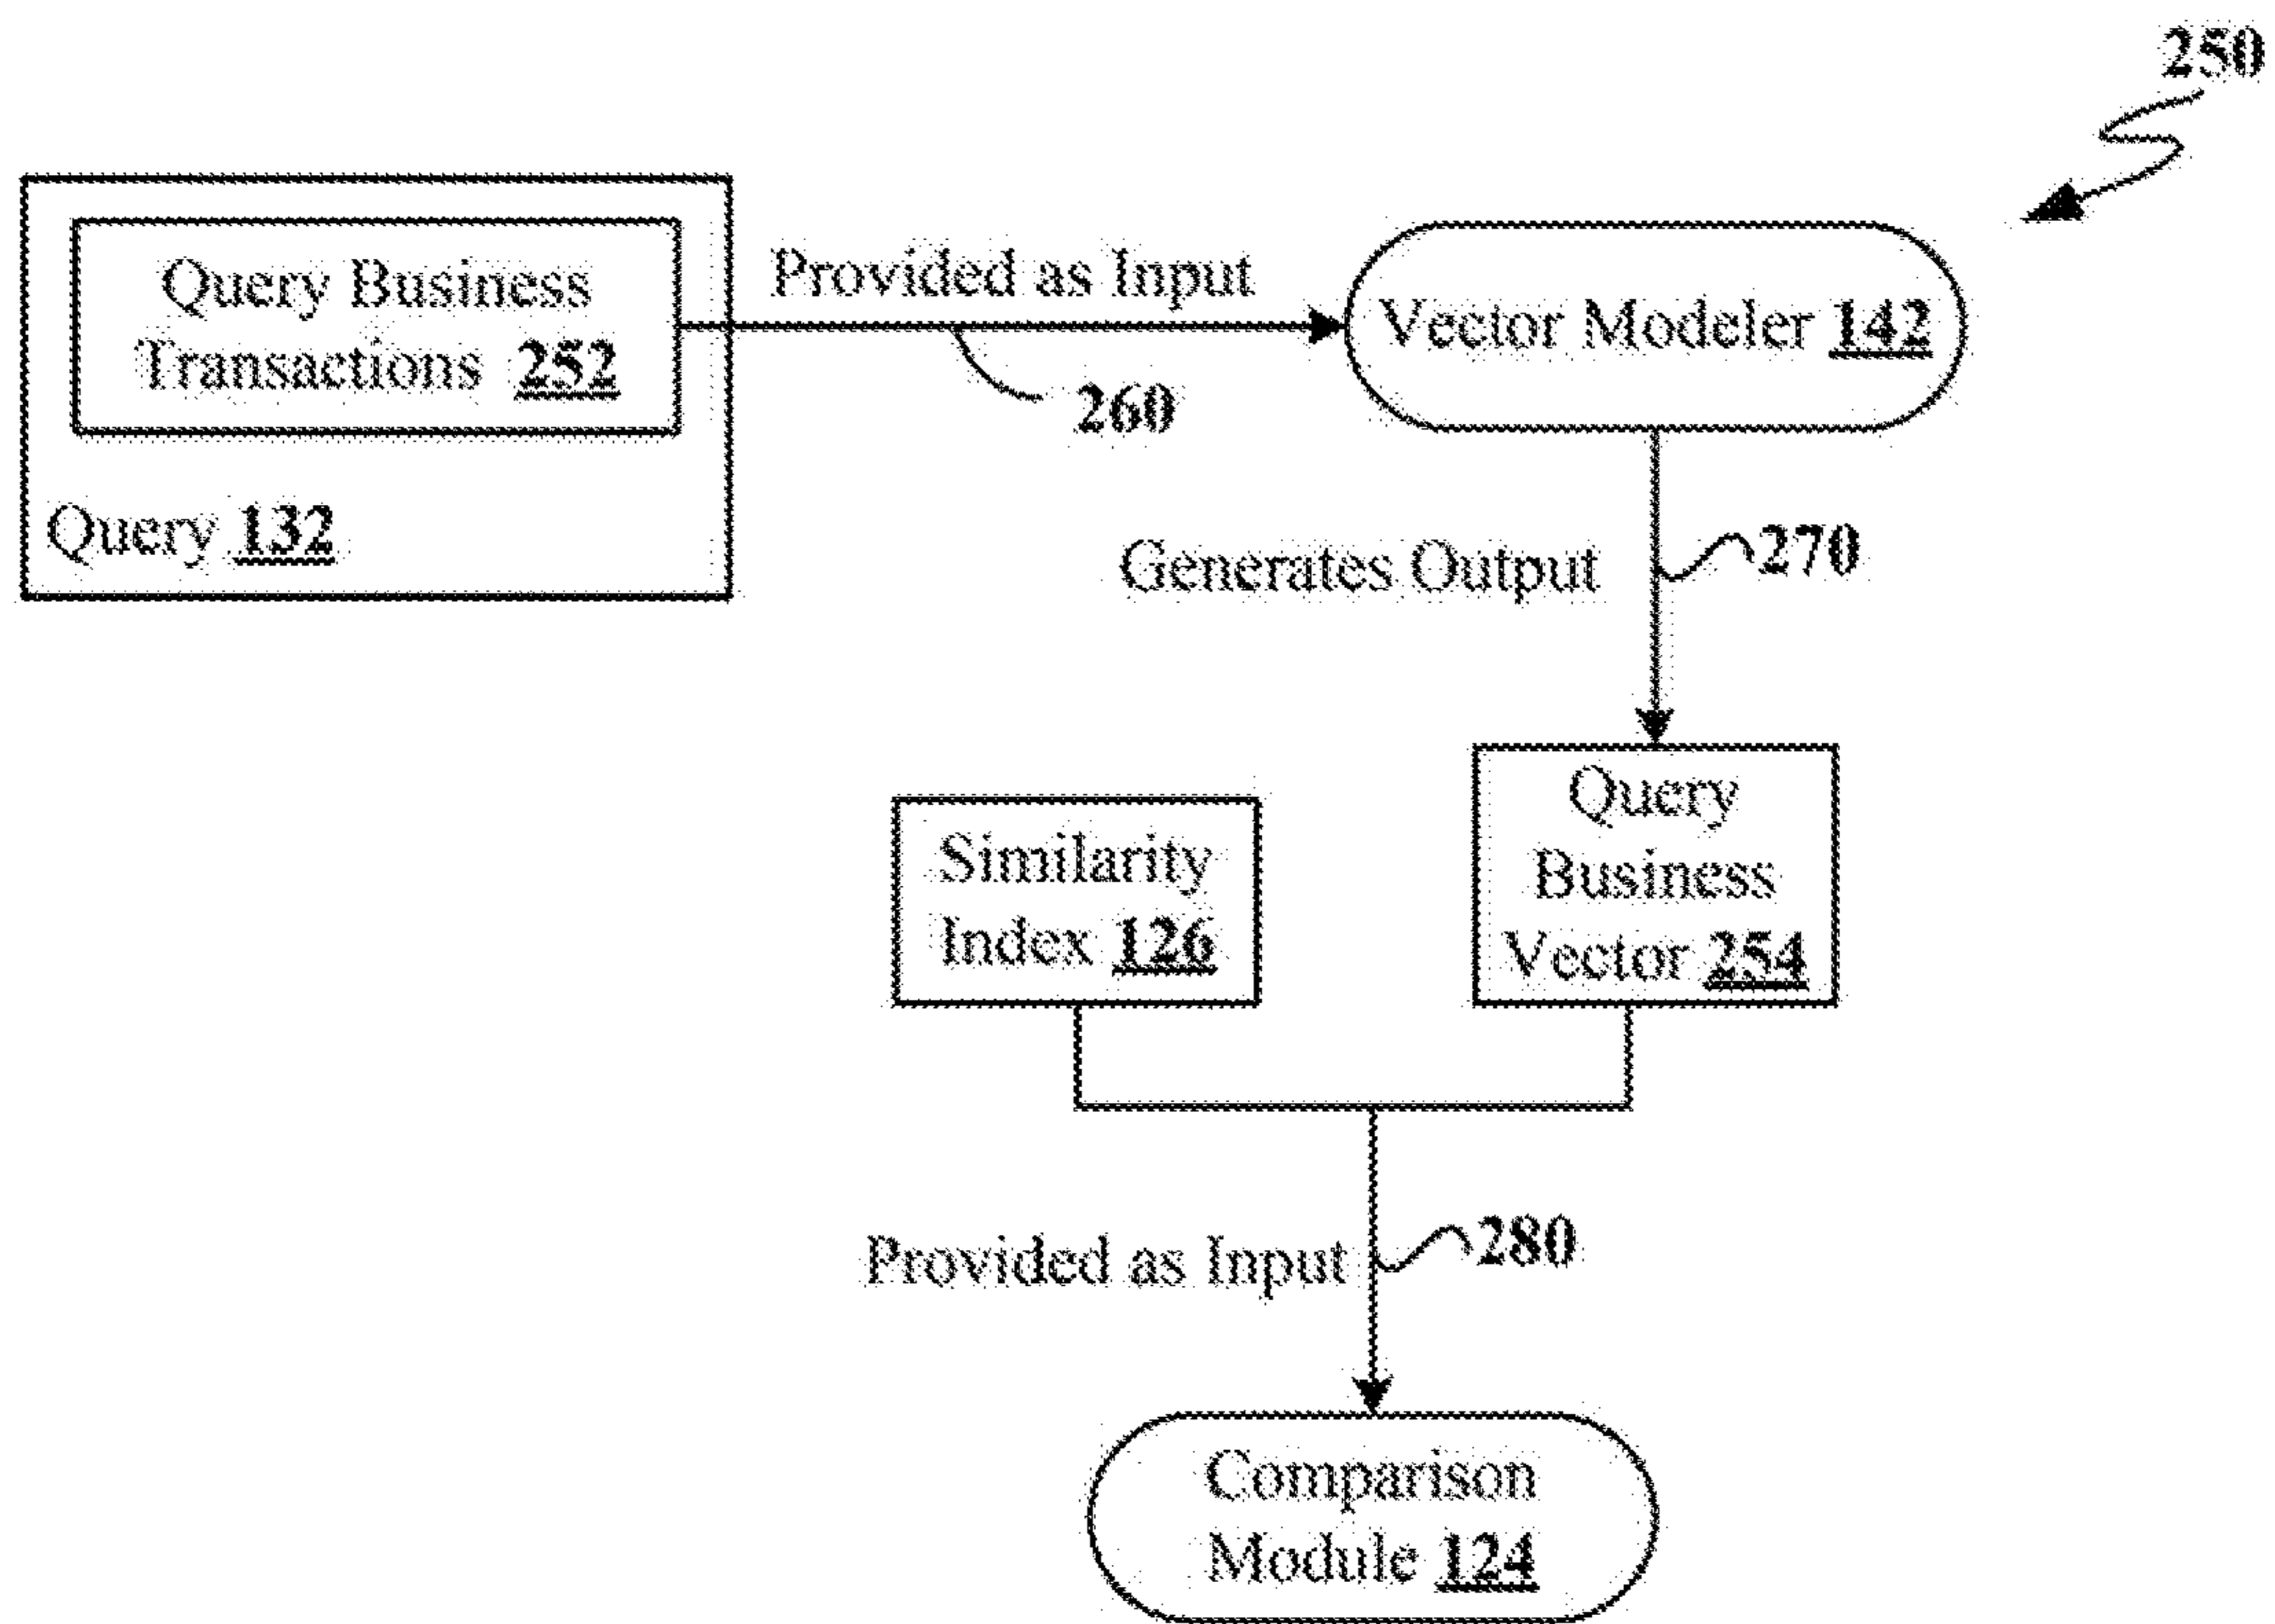 250
Query Business
Transactions 252
Query 132
Provided as Input
260
Vector Modeler 142
Generates Output
270
Similarity
Index 126
Query
Business
Vector 254
Provided as Input
280
Comparison
Module 124